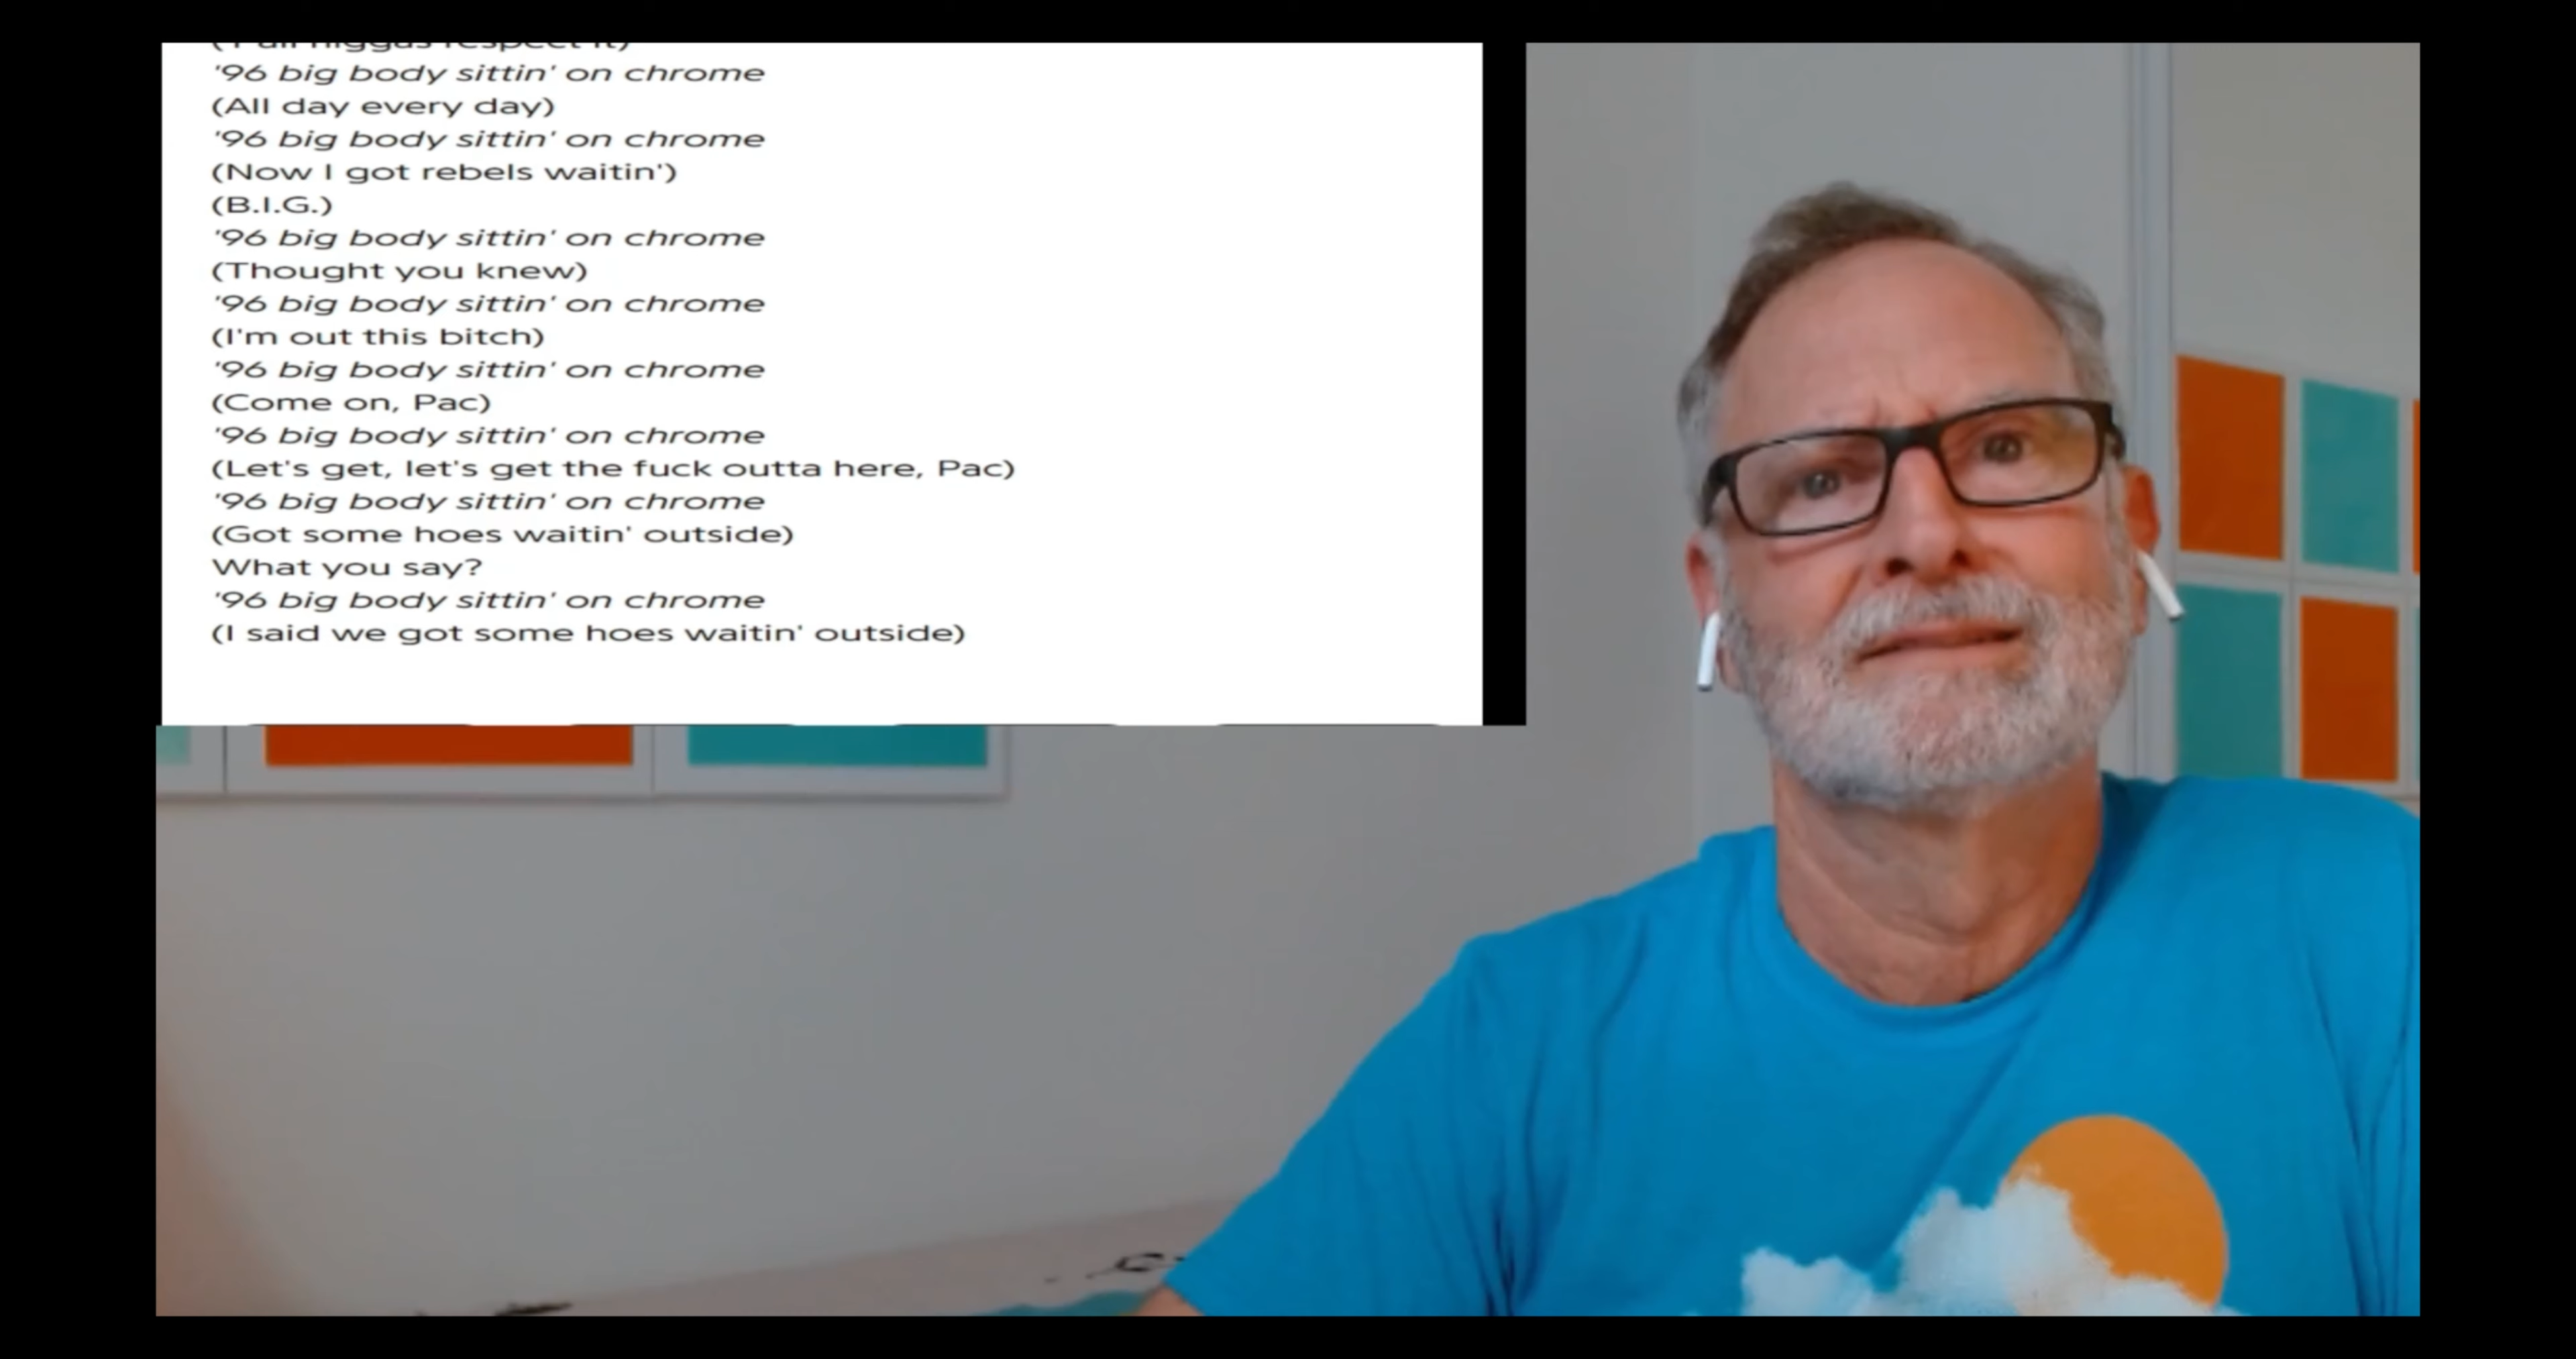 '96 big body sittin' on chrome
(All day every day)
'96 big body sittin' on chrome
(Now I got rebels waitin')
(B.I.G.)
'96 big body sittin' on chrome
(Thought you knew)
'96 big body sittin' on chrome
(I'm out this bitch)
'96 big body sittin' on chrome
(Come on, Pac)
'96 big body sittin' on chrome
(Let's get, let's get the fuck outta here, Pac)
'96 big body sittin' on chrome
(Got some hoes waitin' outside)
What you say?
'96 big body sittin' on chrome
(I said we got some hoes waitin' outside)